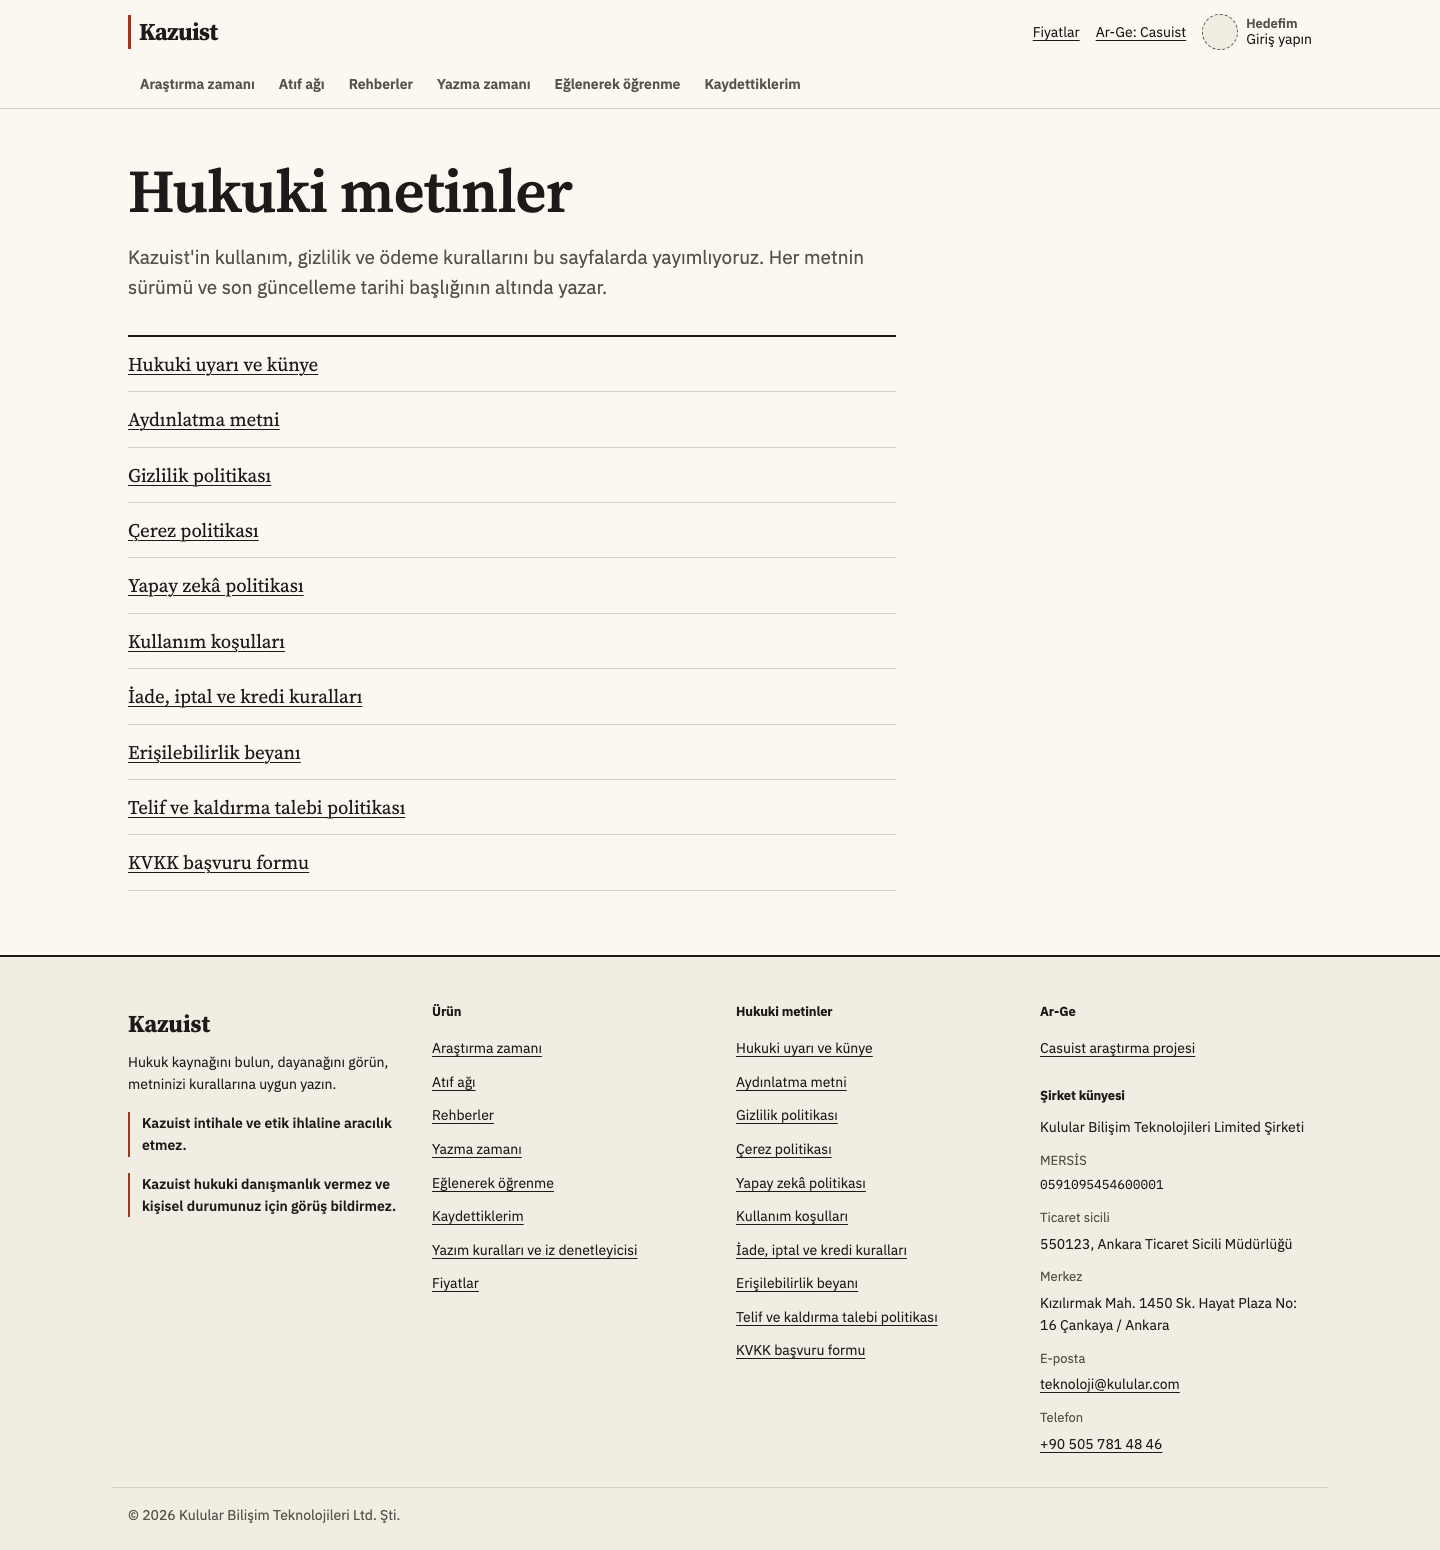 Kazuist
Fiyatlar
Ar-Ge: Casuist
Hedefim
Giriş yapın
Araştırma zamanı
Atıf ağı
Rehberler
Yazma zamanı
Eğlenerek öğrenme
Kaydettiklerim
Hukuki metinler
Kazuist'in kullanım, gizlilik ve ödeme kurallarını bu sayfalarda yayımlıyoruz. Her metnin
sürümü ve son güncelleme tarihi başlığının altında yazar.
Hukuki uyarı ve künye
Aydınlatma metni
Gizlilik politikası
Çerez politikası
Yapay zekâ politikası
Kullanım koşulları
İade, iptal ve kredi kuralları
Erişilebilirlik beyanı
Telif ve kaldırma talebi politikası
KVKK başvuru formu
Kazuist
Hukuk kaynağını bulun, dayanağını görün,
metninizi kurallarına uygun yazın.
Kazuist intihale ve etik ihlaline aracılık
etmez.
Kazuist hukuki danışmanlık vermez ve
kişisel durumunuz için görüş bildirmez.
Ürün
Araştırma zamanı
Atıf ağı
Rehberler
Yazma zamanı
Eğlenerek öğrenme
Kaydettiklerim
Yazım kuralları ve iz denetleyicisi
Fiyatlar
Hukuki metinler
Hukuki uyarı ve künye
Aydınlatma metni
Gizlilik politikası
Çerez politikası
Yapay zekâ politikası
Kullanım koşulları
İade, iptal ve kredi kuralları
Erişilebilirlik beyanı
Telif ve kaldırma talebi politikası
KVKK başvuru formu
Ar-Ge
Casuist araştırma projesi
Şirket künyesi
Kulular Bilişim Teknolojileri Limited Şirketi
MERSİS
0591095454600001
Ticaret sicili
550123, Ankara Ticaret Sicili Müdürlüğü
Merkez
Kızılırmak Mah. 1450 Sk. Hayat Plaza No:
16 Çankaya / Ankara
E-posta
teknoloji@kulular.com
Telefon
+90 505 781 48 46
© 2026 Kulular Bilişim Teknolojileri Ltd. Şti.